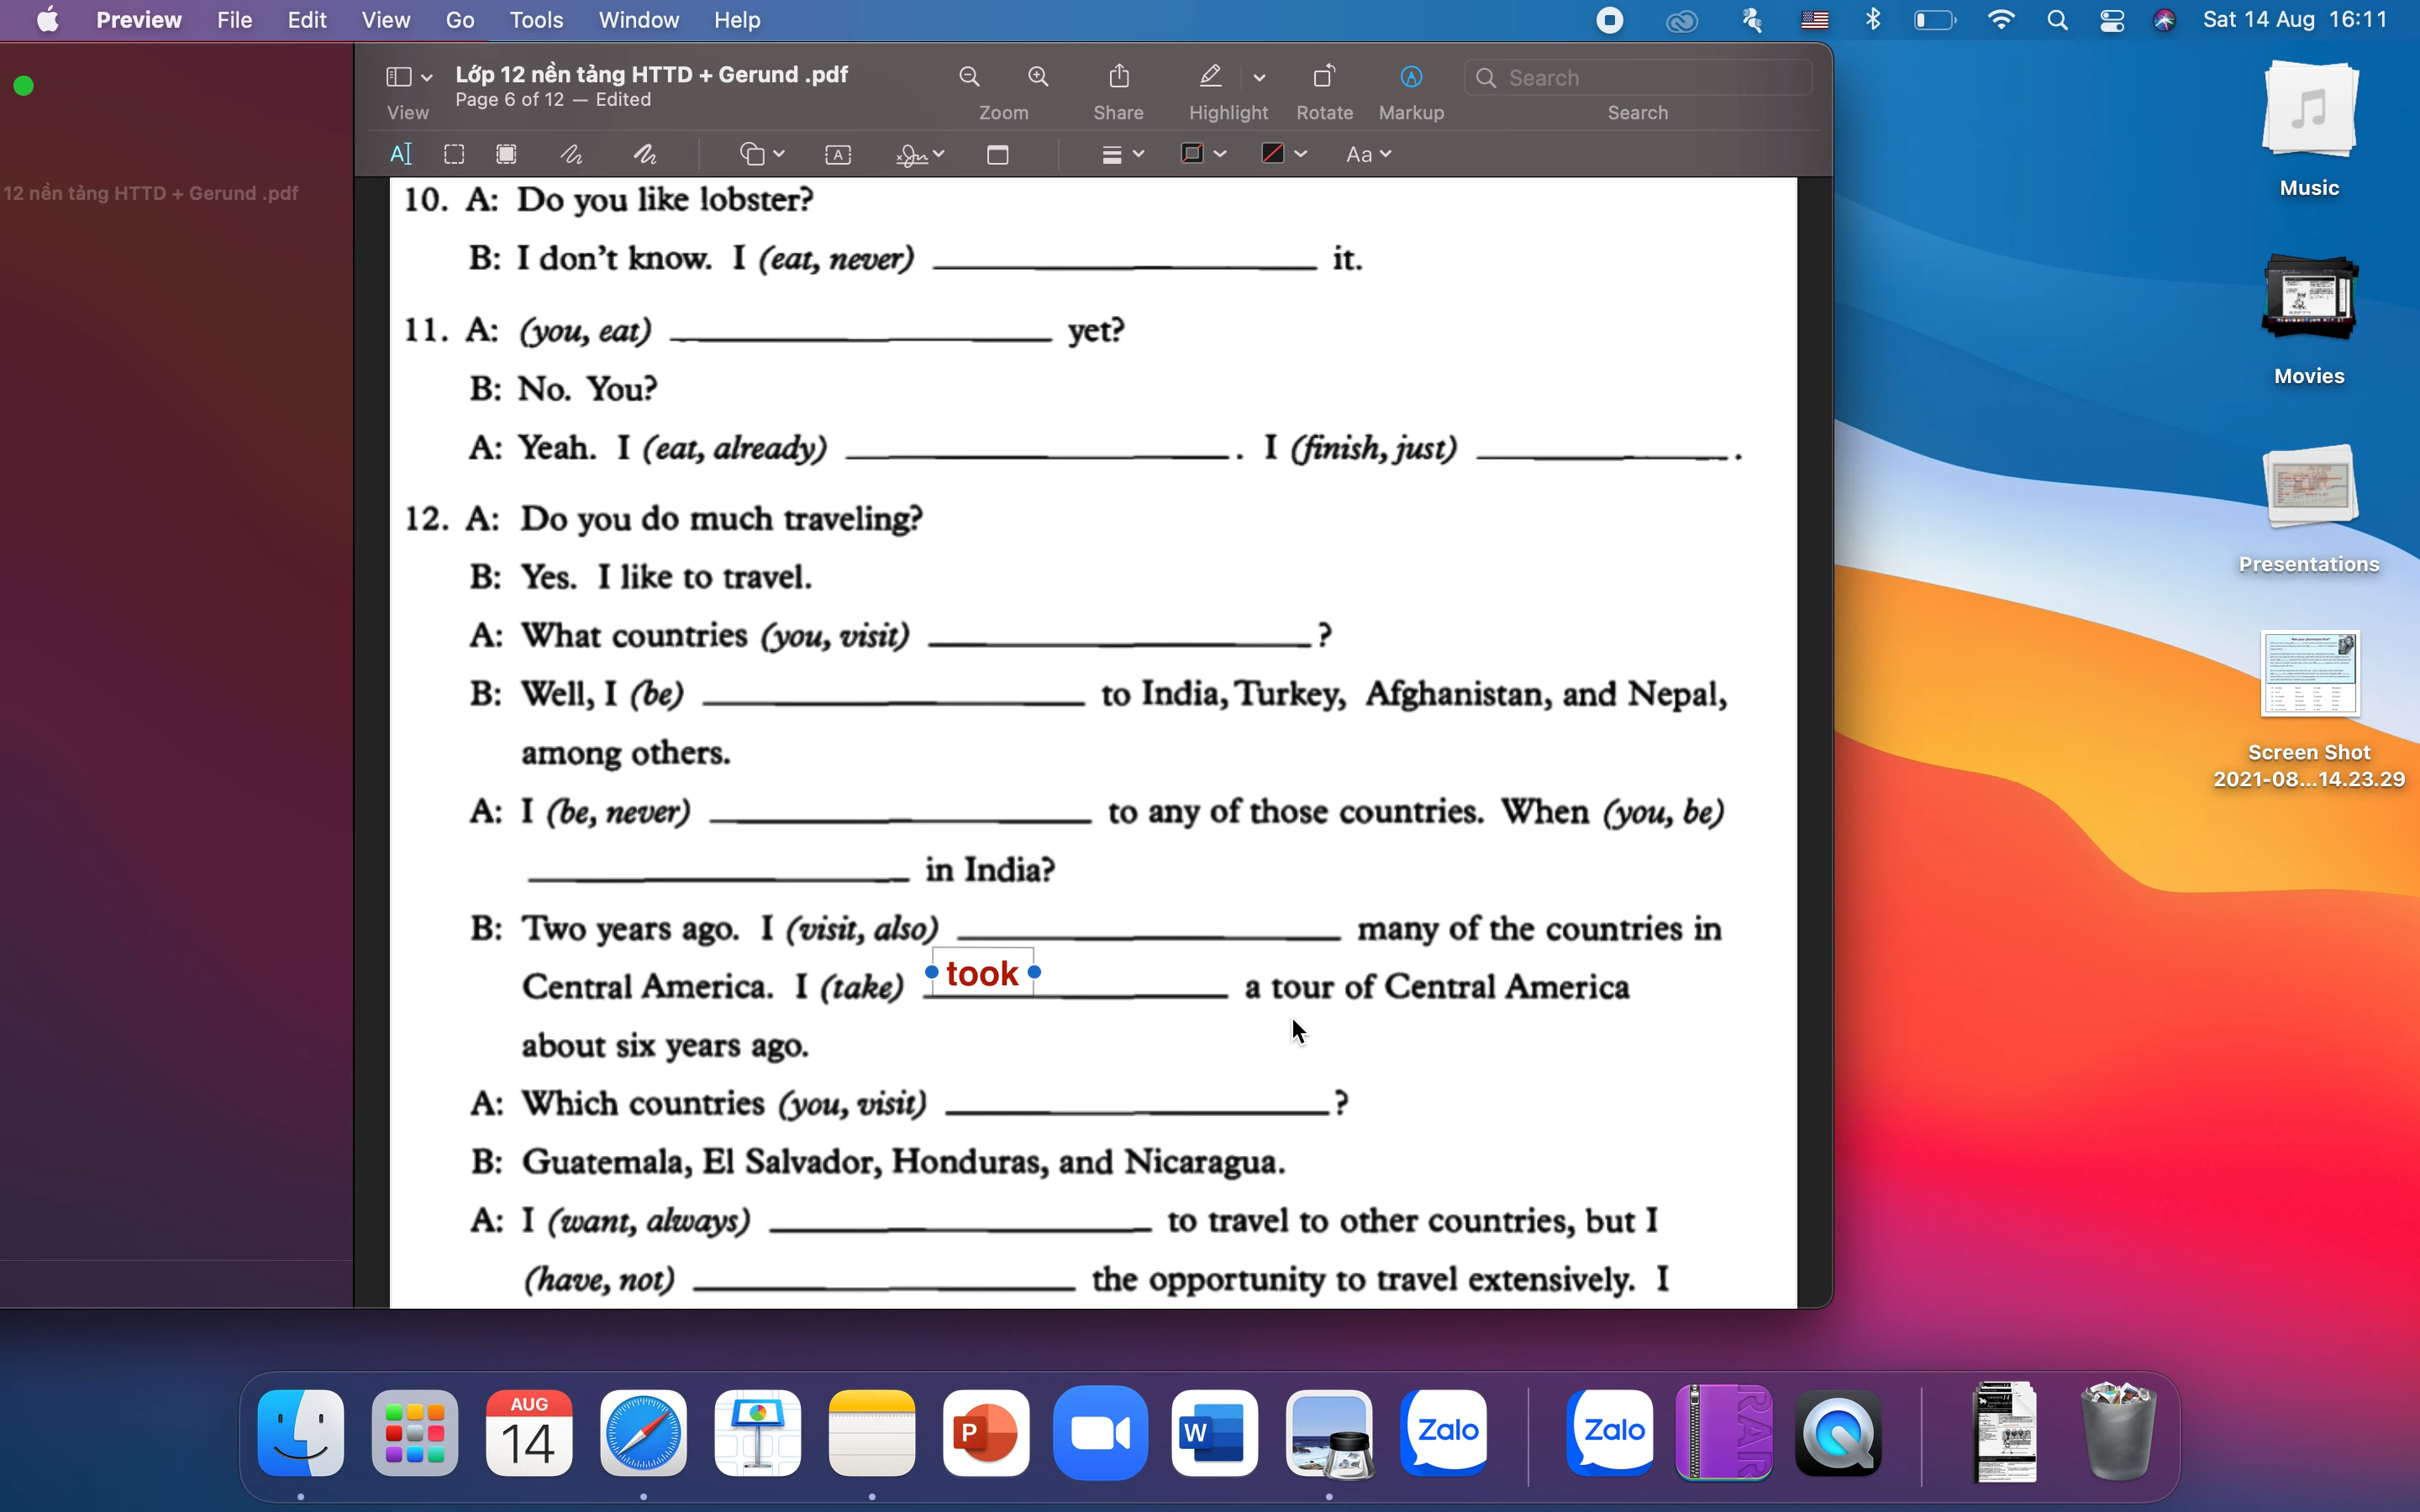 Preview File Edit View Go Tools Window Help Sat 14 Aug 16:11
Lớp 12 nền tảng HTTD + Gerund .pdf
Page 6 of 12 — Edited
Search
View Zoom Share Highlight Rotate Markup Search
A A Aa
12 nền tảng HTTD + Gerund .pdf
10. A: Do you like lobster?
B: I don't know. I (eat, never) ____________ it.
11. A: (you, eat) ____________ yet?
B: No. You?
A: Yeah. I (eat, already) ____________ . I (finish, just) ____________ .
12. A: Do you do much traveling?
B: Yes. I like to travel.
A: What countries (you, visit) ____________ ?
B: Well, I (be) ____________ to India, Turkey, Afghanistan, and Nepal,
among others.
A: I (be, never) ____________ to any of those countries. When (you, be)
____________ in India?
B: Two years ago. I (visit, also) ____________ many of the countries in
Central America. I (take) took ____________ a tour of Central America
about six years ago.
A: Which countries (you, visit) ____________ ?
B: Guatemala, El Salvador, Honduras, and Nicaragua.
A: I (want, always) ____________ to travel to other countries, but I
(have, not) ____________ the opportunity to travel extensively. I
Music
Movies
Presentations
Screen Shot
2021-08...14.23.29
AUG
14
P
W
Zalo
Zalo
RAR